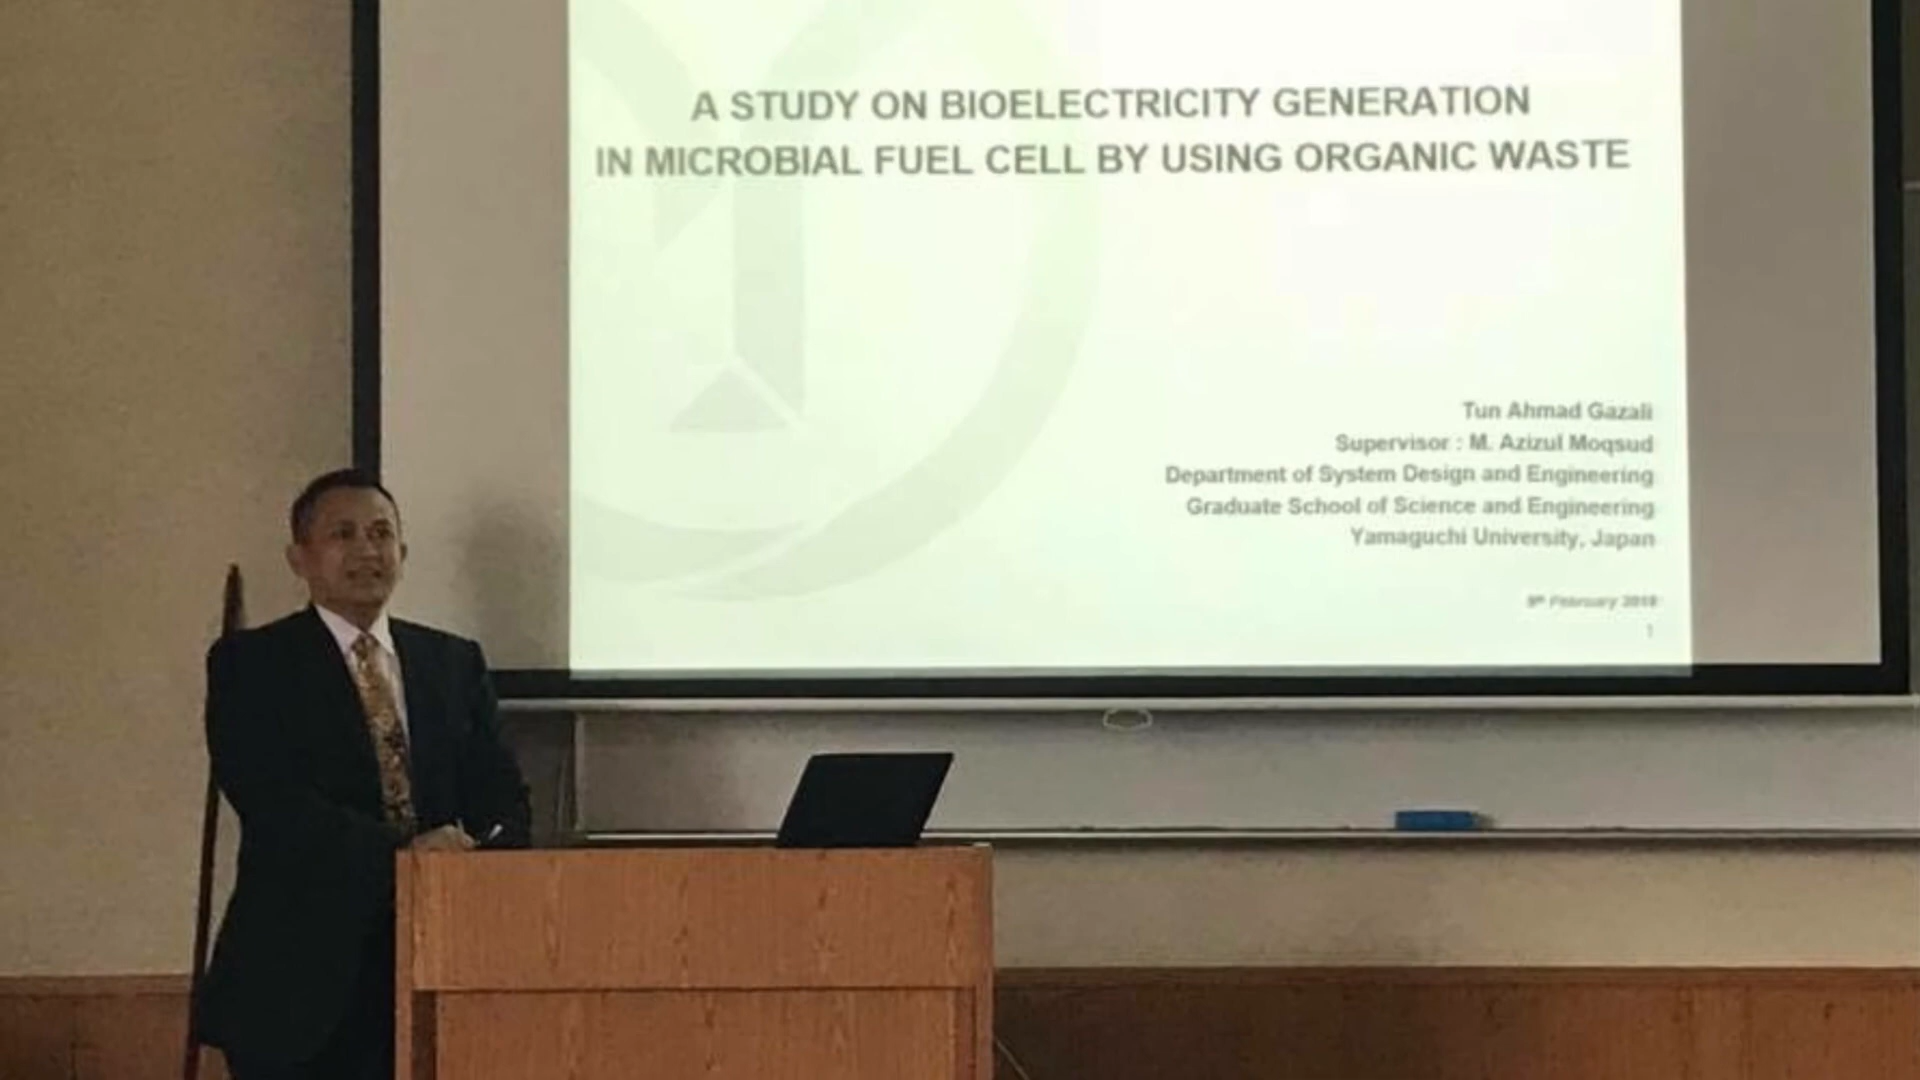 A STUDY ON BIOELECTRICITY GENERATION
IN MICROBIAL FUEL CELL BY USING ORGANIC WASTE
Tun Ahmad Gazali
Supervisor : M. Azizul Moqsud
Department of System Design and Engineering
Graduate School of Science and Engineering
Yamaguchi University, Japan
February
1